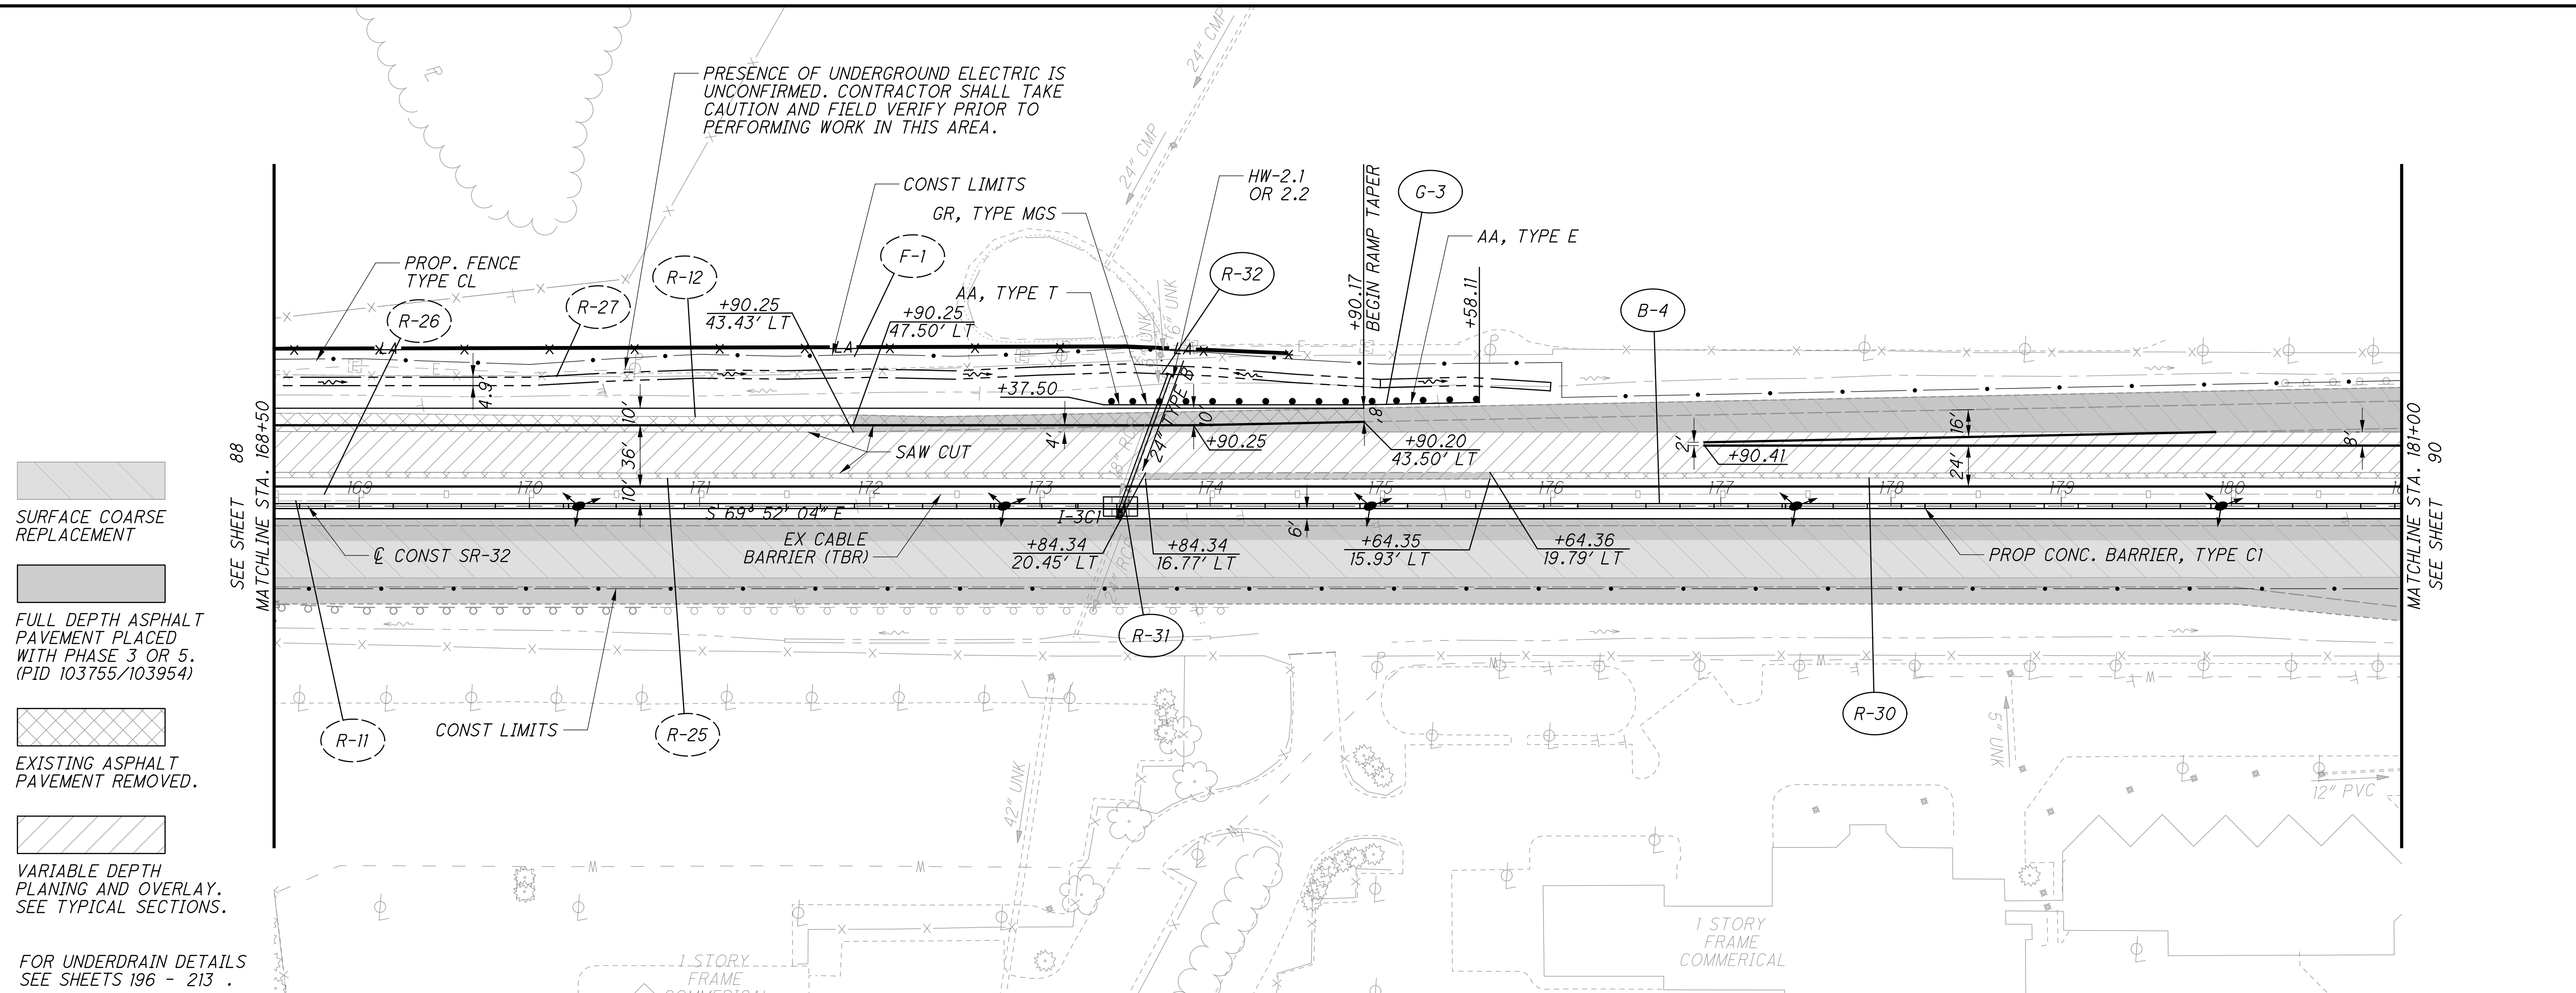 24" CMP
24" CMP
PRESENCE OF UNDERGROUND ELECTRIC IS
UNCONFIRMED. CONTRACTOR SHALL TAKE
CAUTION AND FIELD VERIFY PRIOR TO
PERFORMING WORK IN THIS AREA.
CONST LIMITS
GR, TYPE MGS
HW-2.1
OR 2.2
BEGIN RAMP TAPER
+90.17
G-3
AA, TYPE E
+58.11
PROP. FENCE
TYPE CL
R-26
R-27
R-12
F-1
R-32
B-4
AA, TYPE T
+90.25
43.43' LT
+90.25
47.50' LT
LA
LA
LA
+37.50
4.9'
10'
36'
10'
4'
10'
8'
24" TYPE B
+90.25
+90.20
43.50' LT
SAW CUT
2'
+90.41
16'
24'
8'
169
170
171
172
173
174
175
176
177
178
179
180
S 69° 52' 04" E
I-3C1
EX CABLE
BARRIER (TBR)
℄ CONST SR-32
+84.34
20.45' LT
+84.34
16.77' LT
6'
+64.35
15.93' LT
+64.36
19.79' LT
PROP CONC. BARRIER, TYPE C1
SEE SHEET 88
MATCHLINE STA. 168+50
MATCHLINE STA. 181+00
SEE SHEET 90
R-11
CONST LIMITS
R-25
R-31
R-30
42" UNK
5" UNK
12" PVC
1 STORY
FRAME
COMMERICAL
1 STORY
FRAME
COMMERICAL
SURFACE COARSE
REPLACEMENT
FULL DEPTH ASPHALT
PAVEMENT PLACED
WITH PHASE 3 OR 5.
(PID 103755/103954)
EXISTING ASPHALT
PAVEMENT REMOVED.
VARIABLE DEPTH
PLANING AND OVERLAY.
SEE TYPICAL SECTIONS.
FOR UNDERDRAIN DETAILS
SEE SHEETS 196 - 213 .